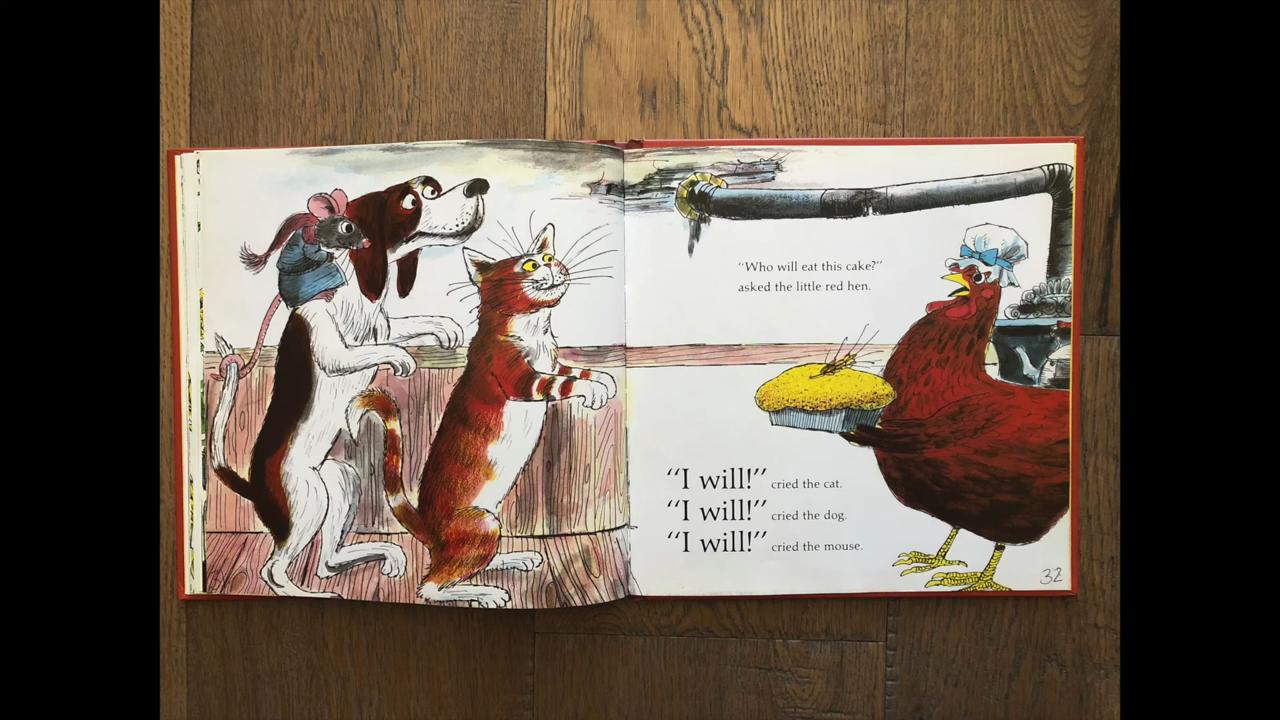 “Who will eat this cake?”
asked the little red hen.
“I will!” cried the cat.
“I will!” cried the dog.
“I will!” cried the mouse.
32